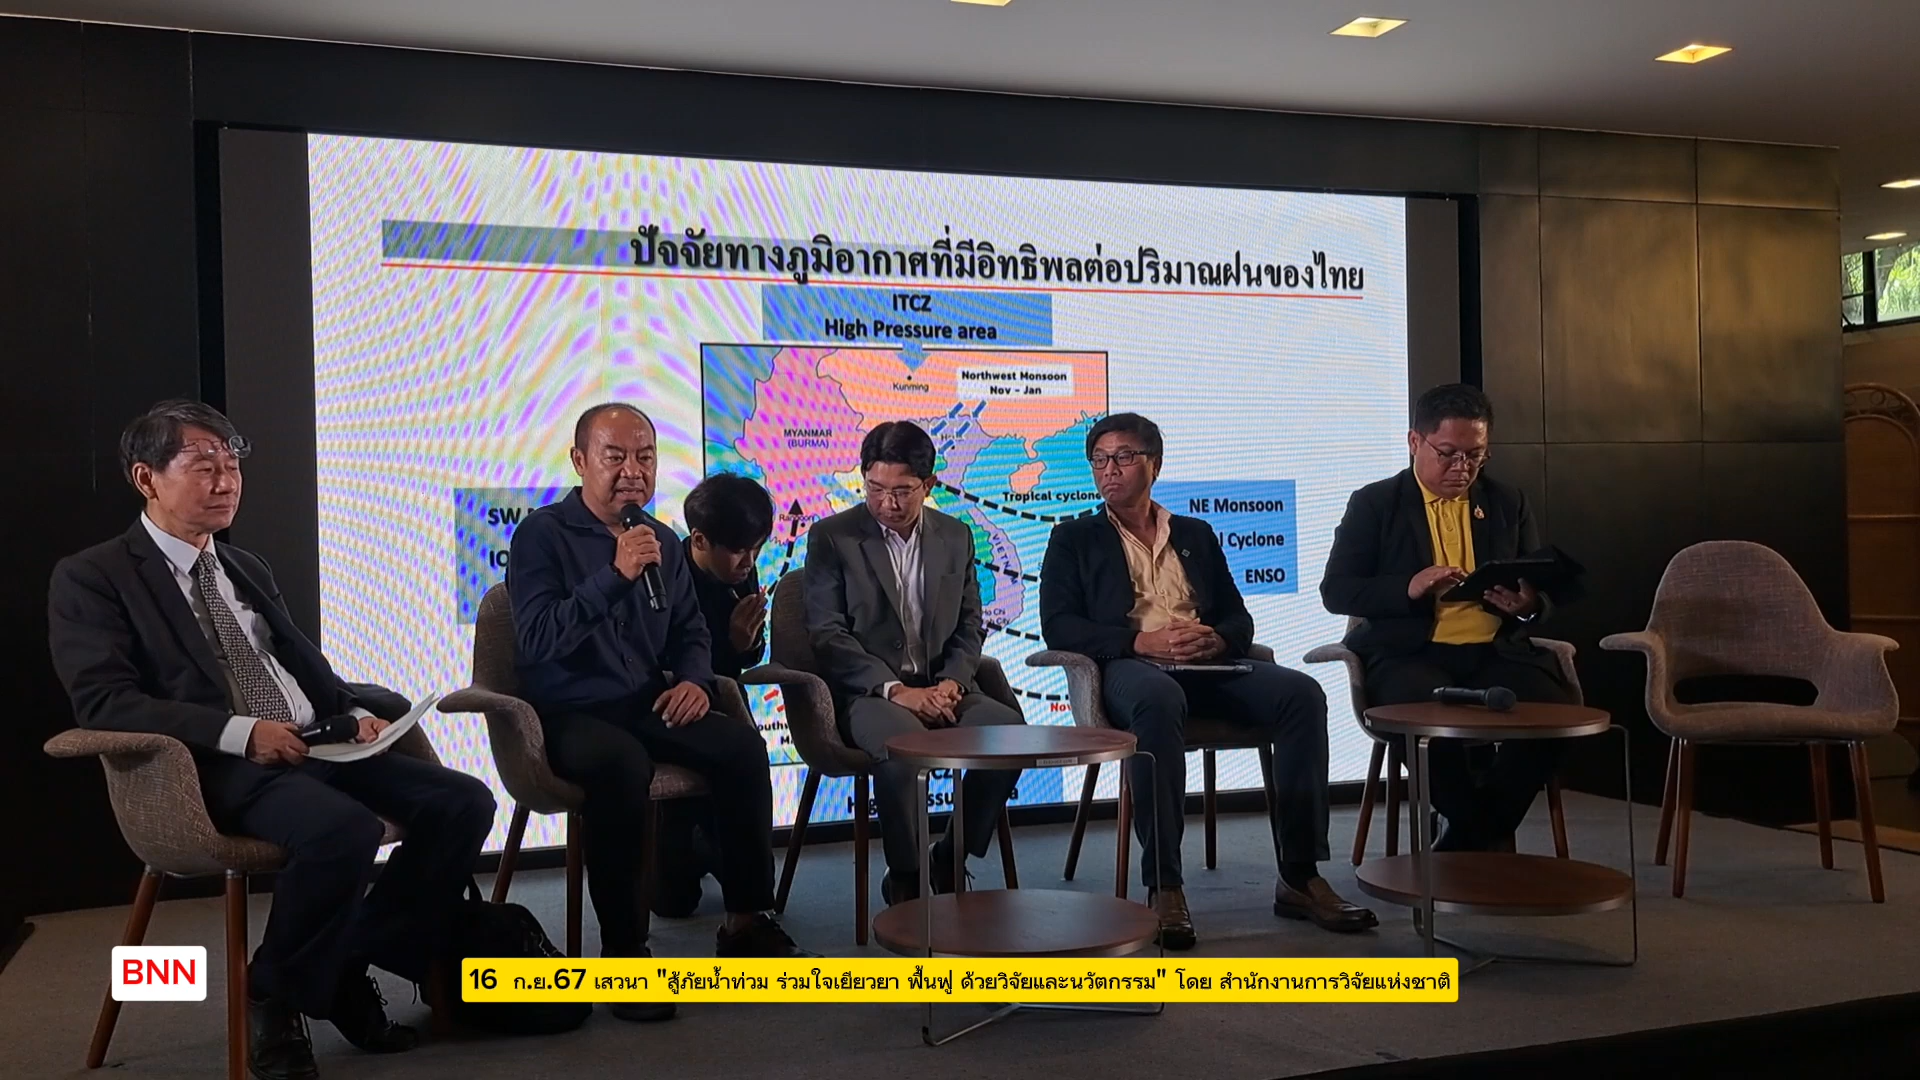 ปัจจัยทางภูมิอากาศที่มีอิทธิพลต่อปริมาณฝนของไทย
ITCZ
High Pressure area
Kunming
Northwest Monsoon
Nov - Jan
MYANMAR
(BURMA)
Tropical cyclone
SW
NE Monsoon
Cyclone
ENSO
VIETNAM
Ho Chi
Nov
BNN
16 ก.ย.67 เสวนา "สู้ภัยน้ำท่วม ร่วมใจเยียวยา ฟื้นฟู ด้วยวิจัยและนวัตกรรม" โดย สำนักงานการวิจัยแห่งชาติ